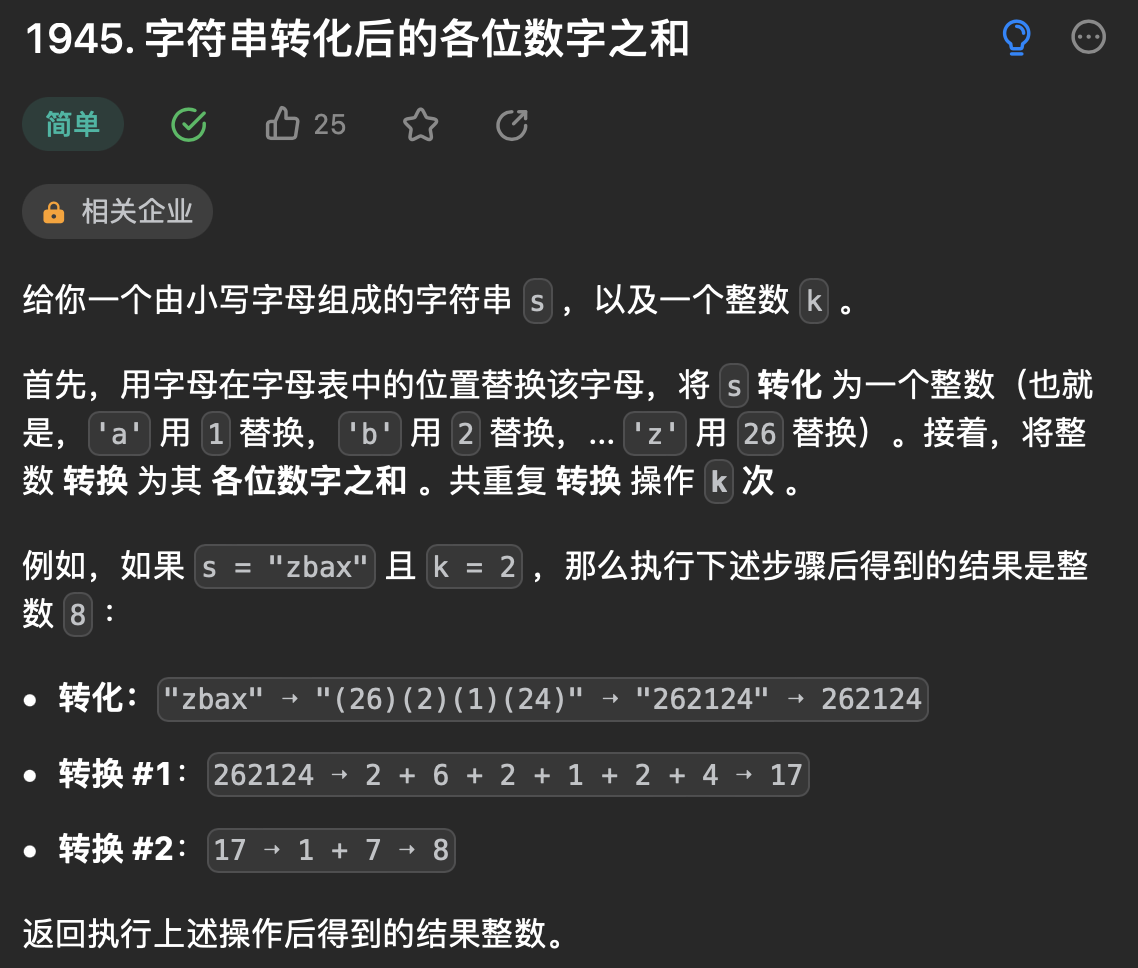 1945. 字符串转化后的各位数字之和
简单 25
相关企业
给你一个由小写字母组成的字符串 s ，以及一个整数 k 。
首先，用字母在字母表中的位置替换该字母，将 s 转化 为一个整数（也就
是，'a' 用 1 替换，'b' 用 2 替换，... 'z' 用 26 替换）。接着，将整
数 转换 为其 各位数字之和 。共重复 转换 操作 k 次 。
例如，如果 s = "zbax" 且 k = 2 ，那么执行下述步骤后得到的结果是整
数 8 ：
• 转化： "zbax" ➝ "(26)(2)(1)(24)" ➝ "262124" ➝ 262124
• 转换 #1： 262124 ➝ 2 + 6 + 2 + 1 + 2 + 4 ➝ 17
• 转换 #2： 17 ➝ 1 + 7 ➝ 8
返回执行上述操作后得到的结果整数。